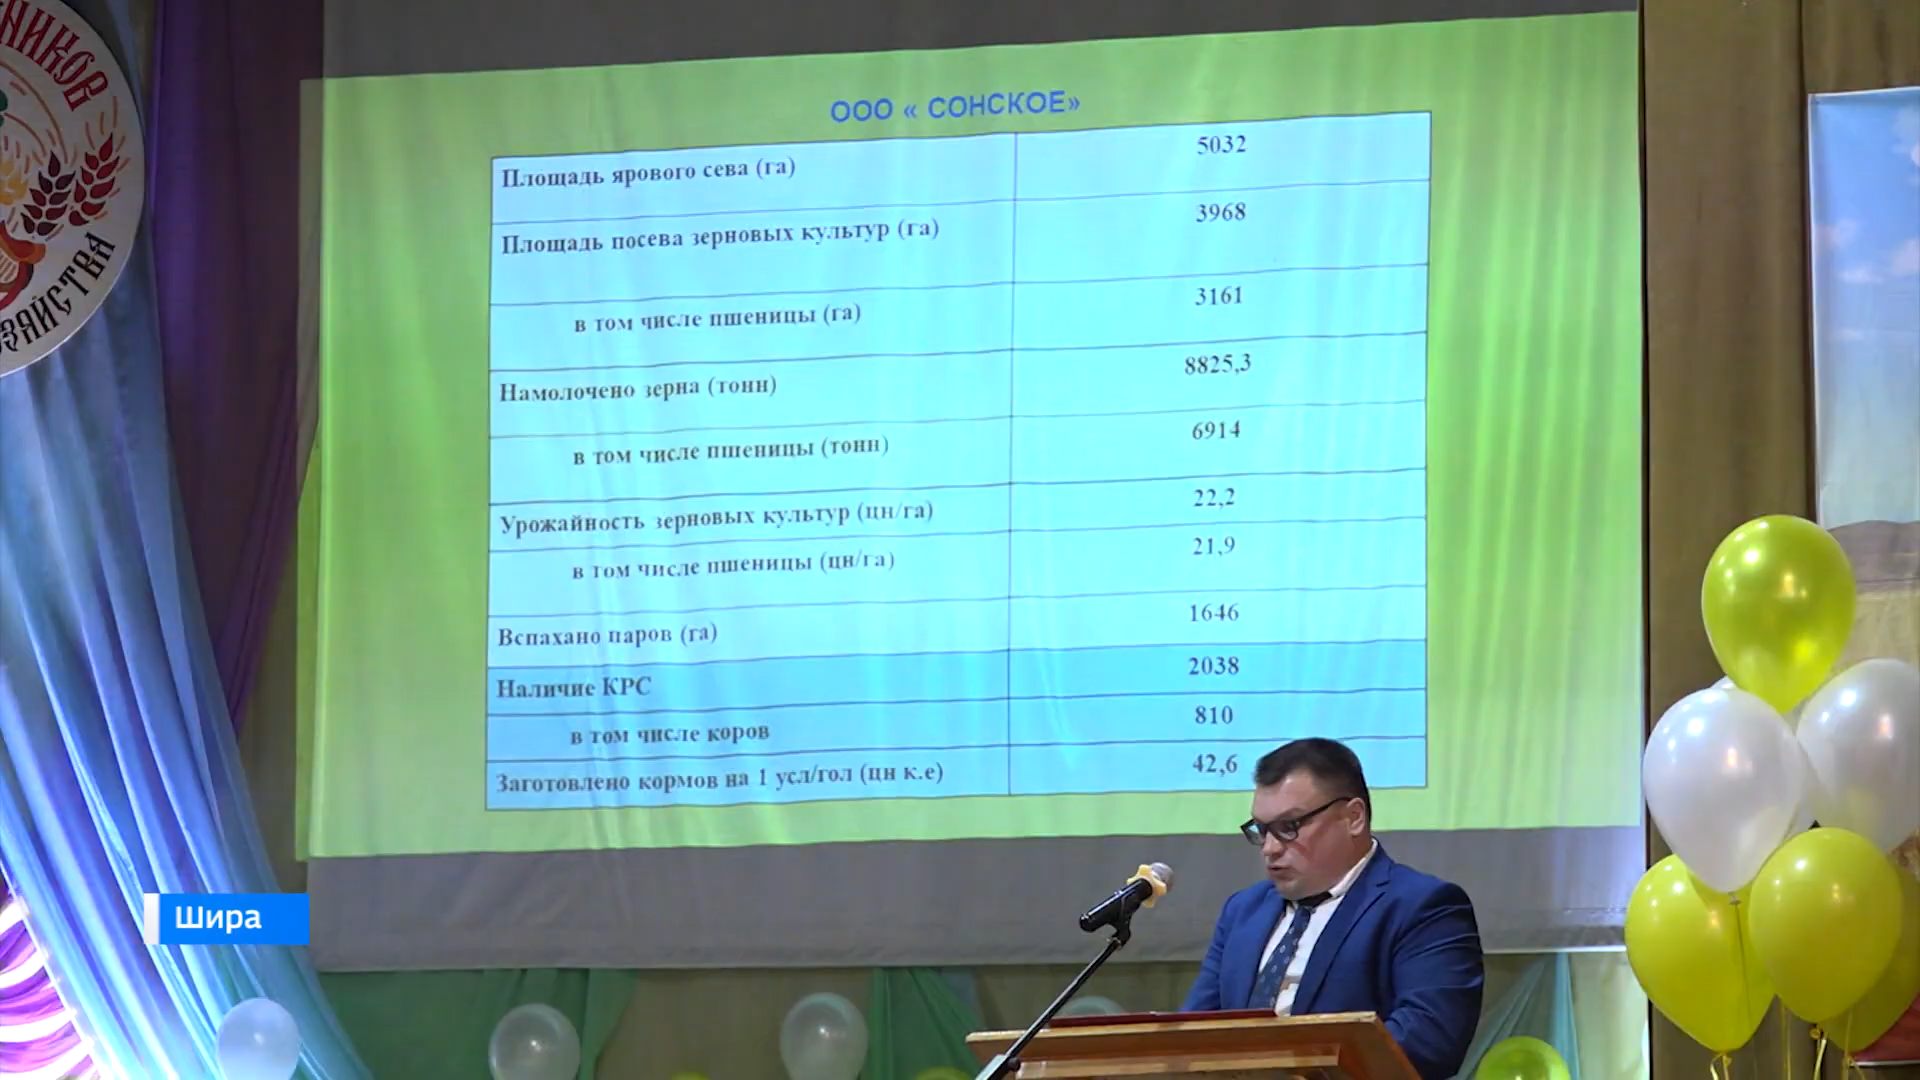 ООО « СОНСКОЕ»
Площадь ярового сева (га) 5032
Площадь посева зерновых культур (га) 3968
в том числе пшеницы (га) 3161
Намолочено зерна (тонн) 8825,3
в том числе пшеницы (тонн) 6914
Урожайность зерновых культур (цн/га) 22,2
в том числе пшеницы (цн/га) 21,9
Вспахано паров (га) 1646
Наличие КРС 2038
в том числе коров 810
Заготовлено кормов на 1 усл/гол (цн к.е) 42,6
Шира